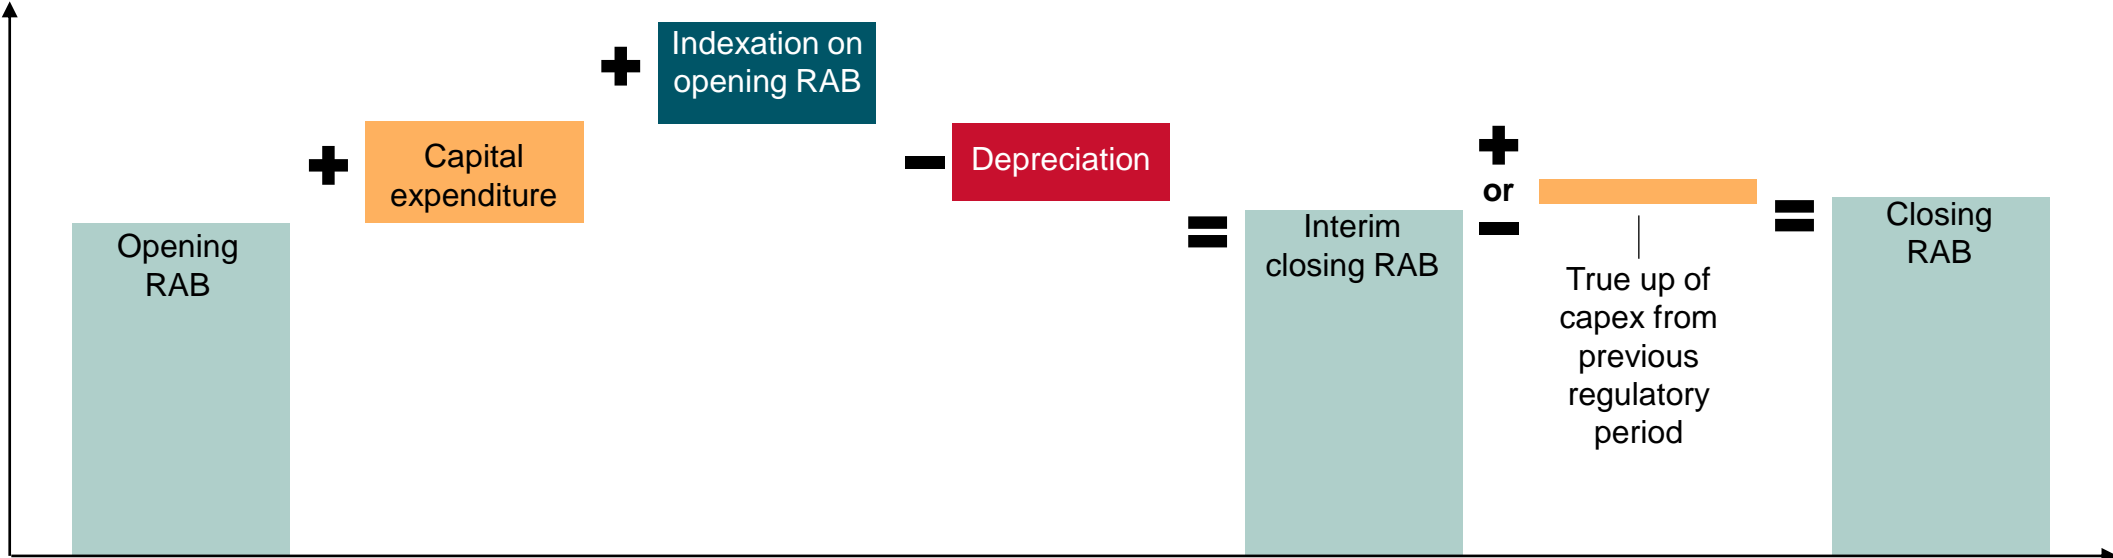 Opening
RAB
+
Capital
expenditure
+
Indexation on
opening RAB
−
Depreciation
=
Interim
closing RAB
+
or
−
True up of
capex from
previous
regulatory
period
=
Closing
RAB